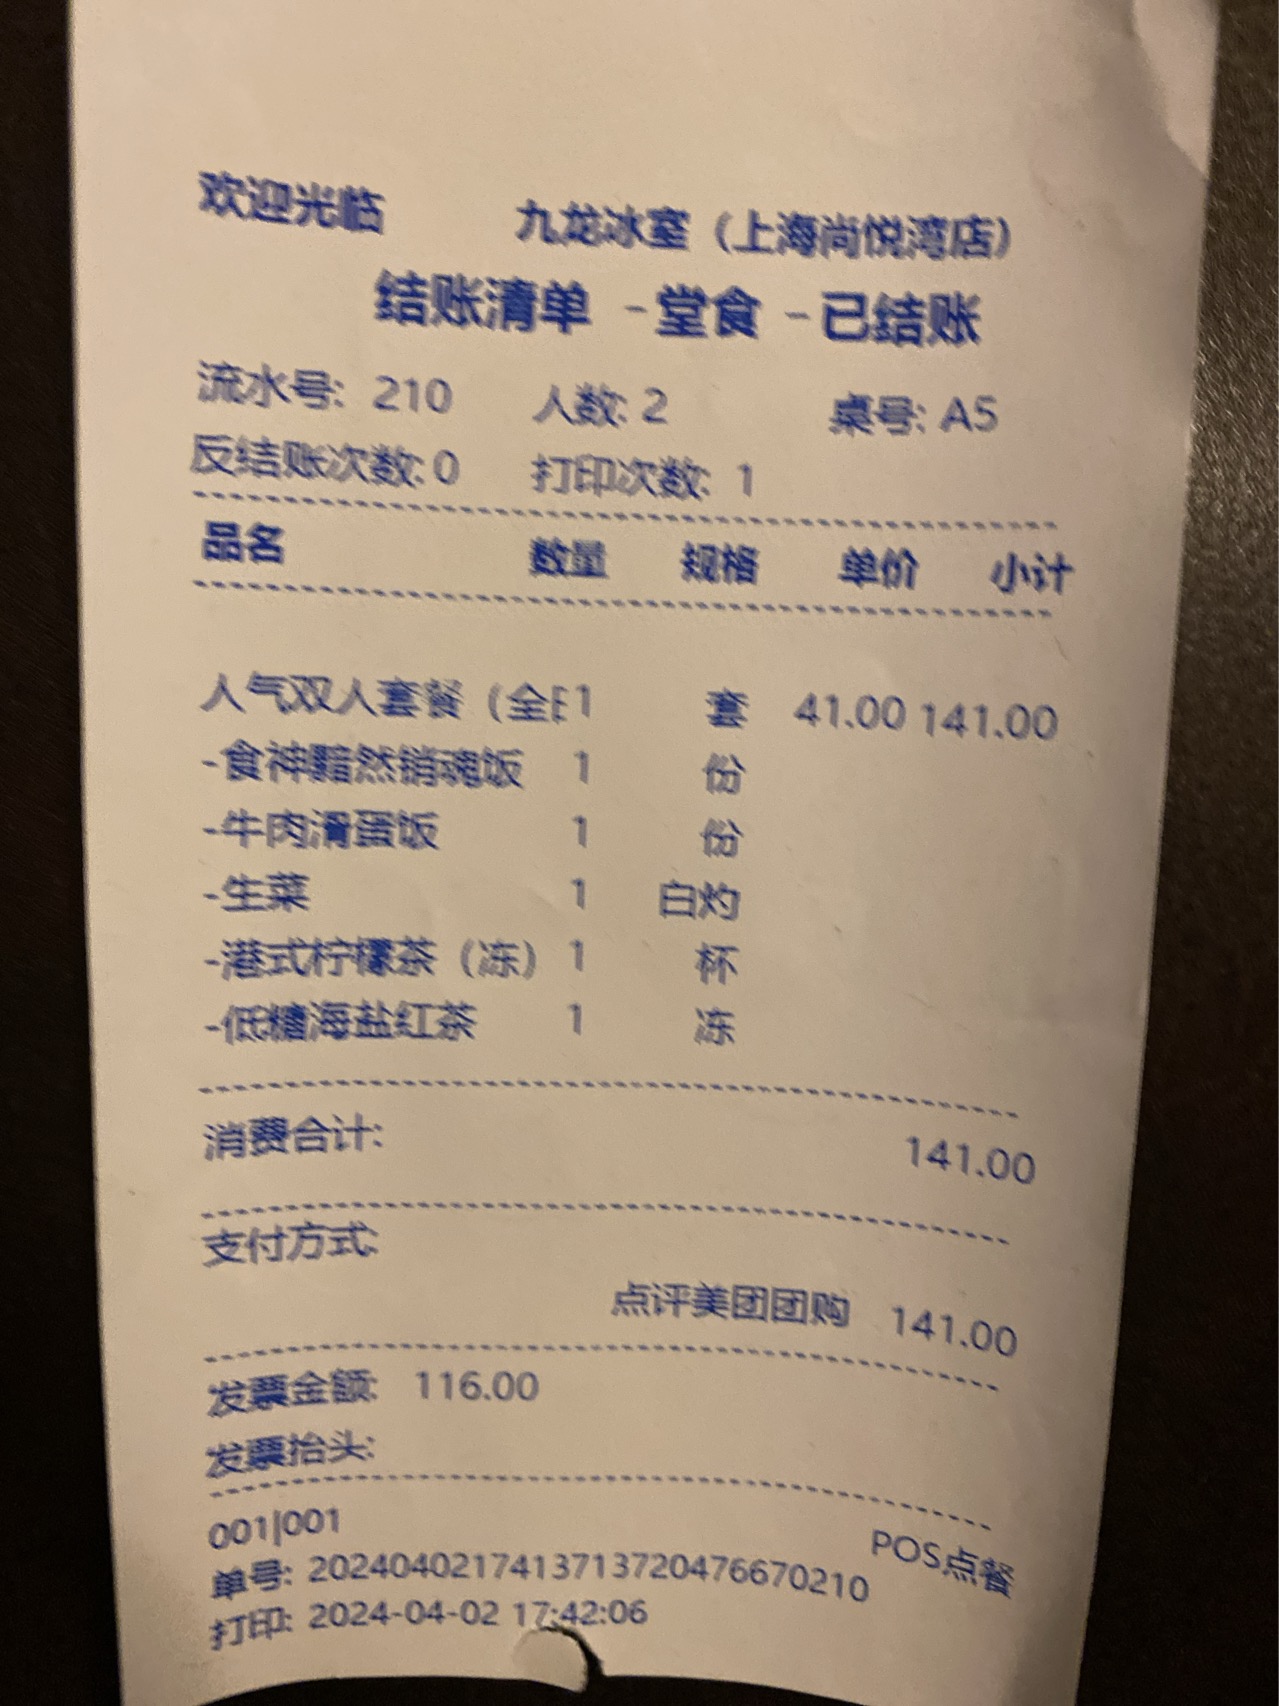 欢迎光临 九龙冰室（上海尚悦湾店）
结账清单 -堂食 -已结账
流水号: 210 人数: 2 桌号: A5
反结账次数: 0 打印次数: 1
品名 数量 规格 单价 小计
人气双人套餐（全日 1 套 41.00 141.00
-食神黯然销魂饭 1 份
-牛肉滑蛋饭 1 份
-生菜 1 白灼
-港式柠檬茶（冻） 1 杯
-低糖海盐红茶 1 冻
消费合计: 141.00
支付方式:
点评美团团购 141.00
发票金额: 116.00
发票抬头:
001|001 POS点餐
单号: 2024040217413713720476670210
打印: 2024-04-02 17:42:06